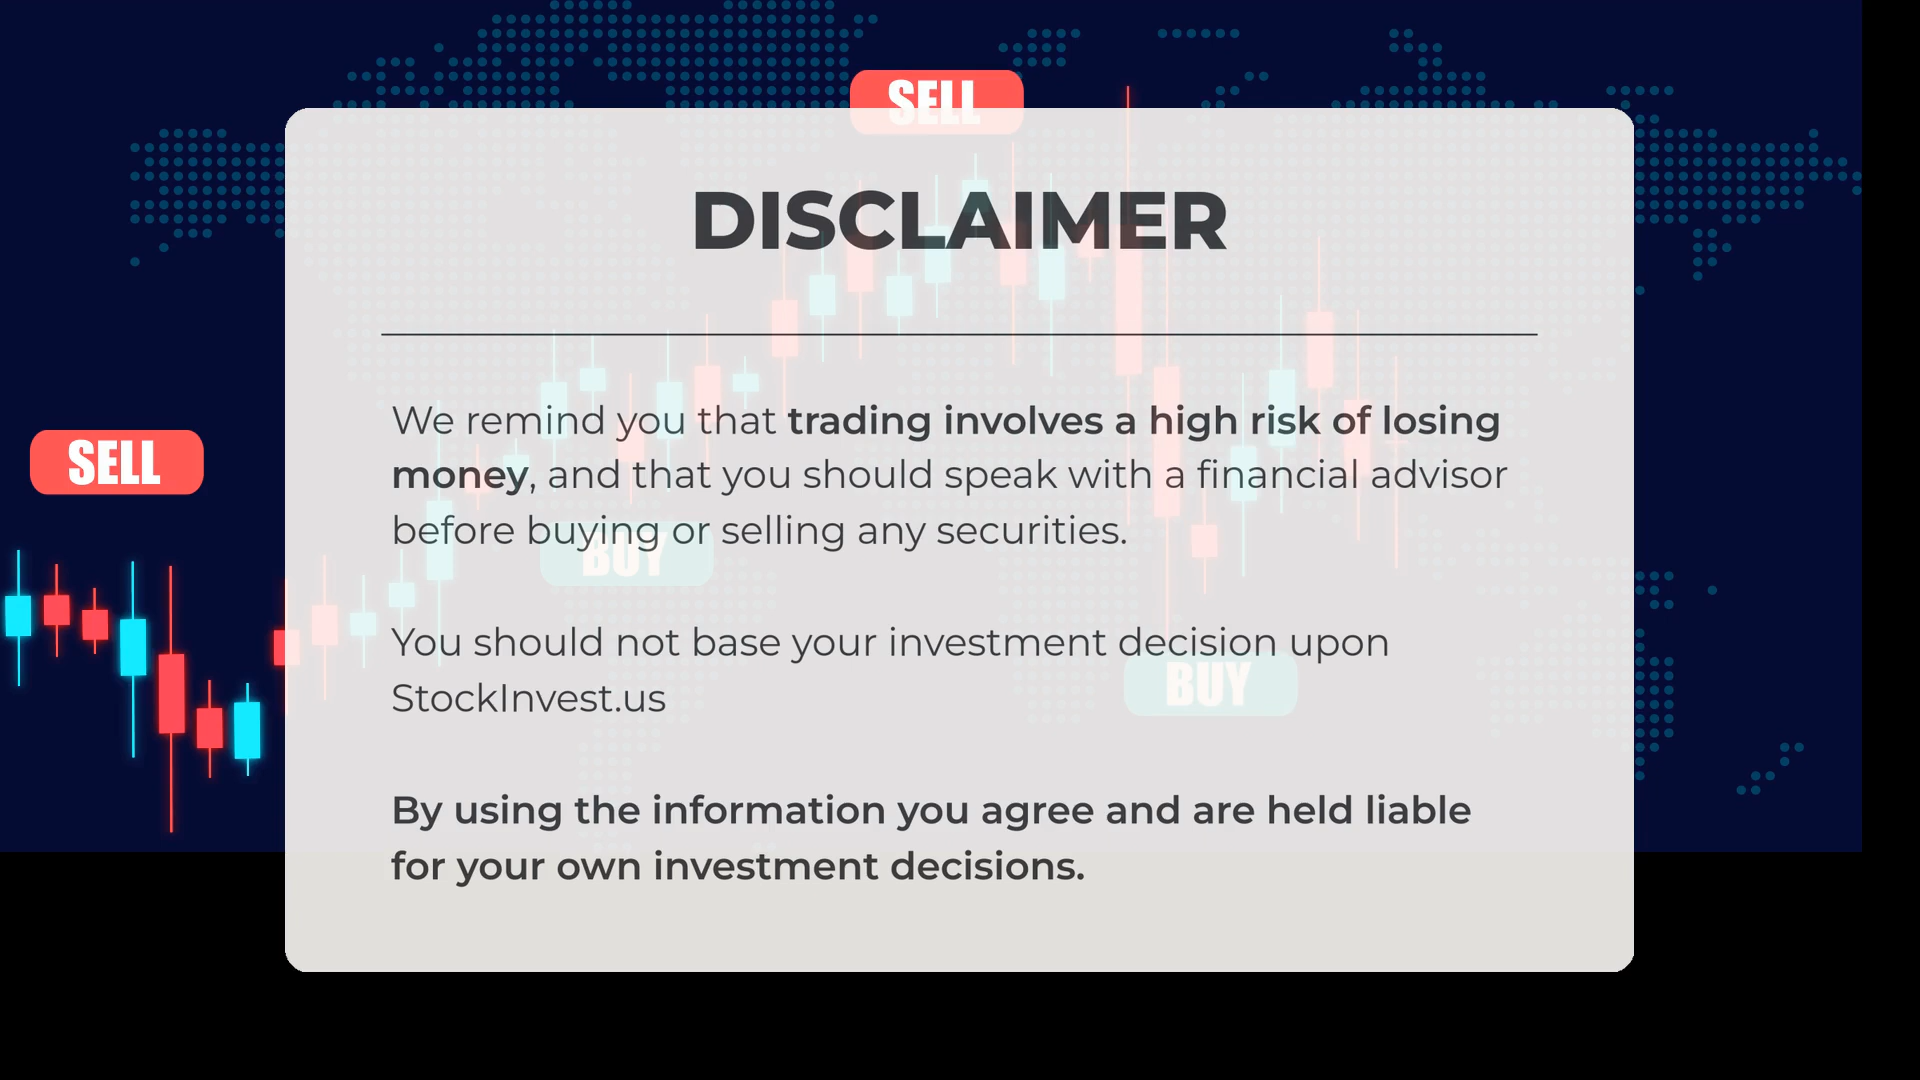 SELL
DISCLAIMER
We remind you that trading involves a high risk of losing
money, and that you should speak with a financial advisor
before buying or selling any securities.
SELL
BUY
You should not base your investment decision upon
StockInvest.us
BUY
By using the information you agree and are held liable
for your own investment decisions.